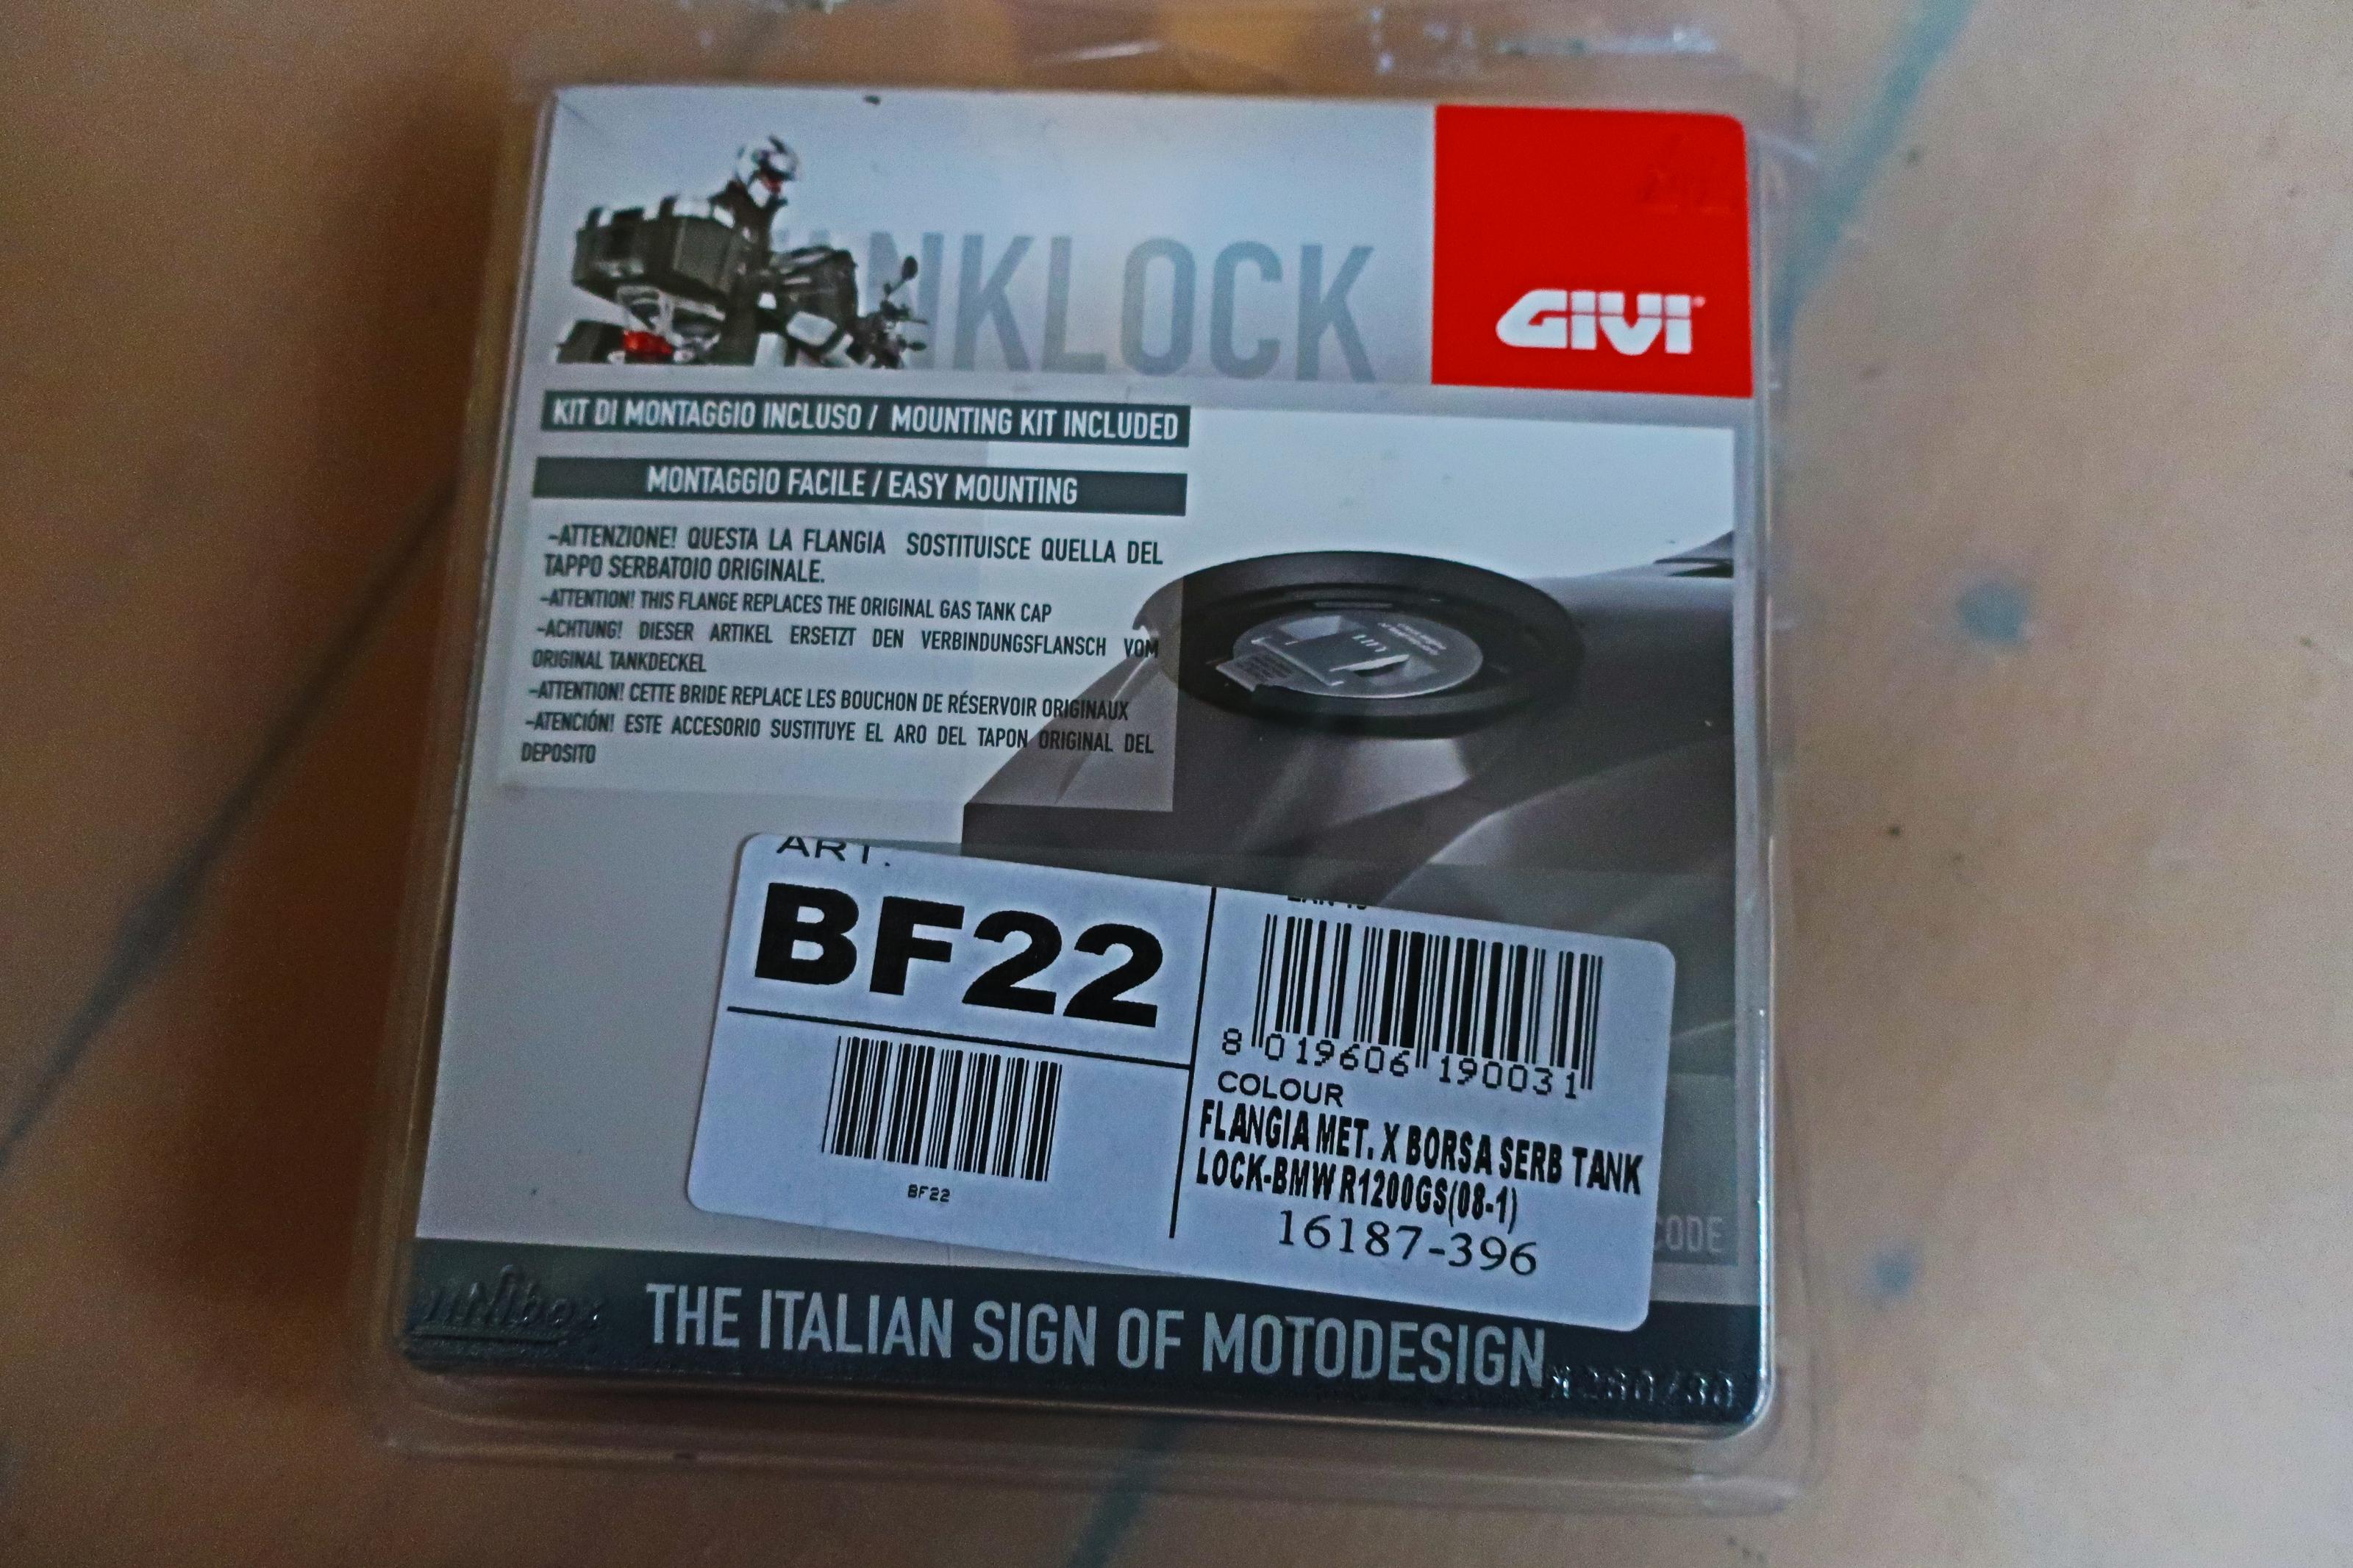 NKLOCK
GIVI
KIT DI MONTAGGIO INCLUSO / MOUNTING KIT INCLUDED
MONTAGGIO FACILE / EASY MOUNTING
-ATTENZIONE! QUESTA LA FLANGIA SOSTITUISCE QUELLA DEL
TAPPO SERBATOIO ORIGINALE.
-ATTENTION! THIS FLANGE REPLACES THE ORIGINAL GAS TANK CAP
-ACHTUNG! DIESER ARTIKEL ERSETZT DEN VERBINDUNGSFLANSCH VOM
ORIGINAL TANKDECKEL
-ATTENTION! CETTE BRIDE REPLACE LES BOUCHON DE RÉSERVOIR ORIGINAUX
-ATENCIÓN! ESTE ACCESORIO SUSTITUYE EL ARO DEL TAPON ORIGINAL DEL
DEPOSITO
ART.
BF22
BF22
8 019606 190031
COLOUR
FLANGIA MET. X BORSA SERB TANK
LOCK-BMW R1200GS(08-1)
16187-396
CODE
THE ITALIAN SIGN OF MOTODESIGN